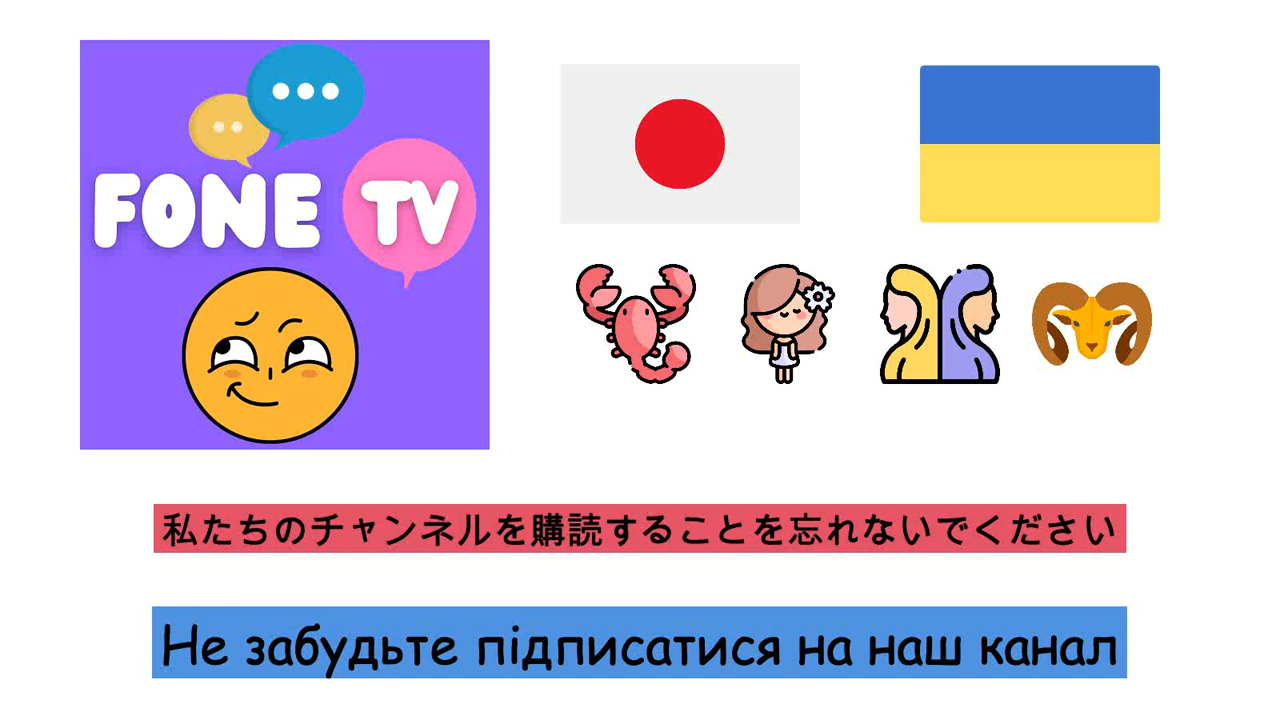 FONE TV
私たちのチャンネルを購読することを忘れないでください
Не забудьте підписатися на наш канал